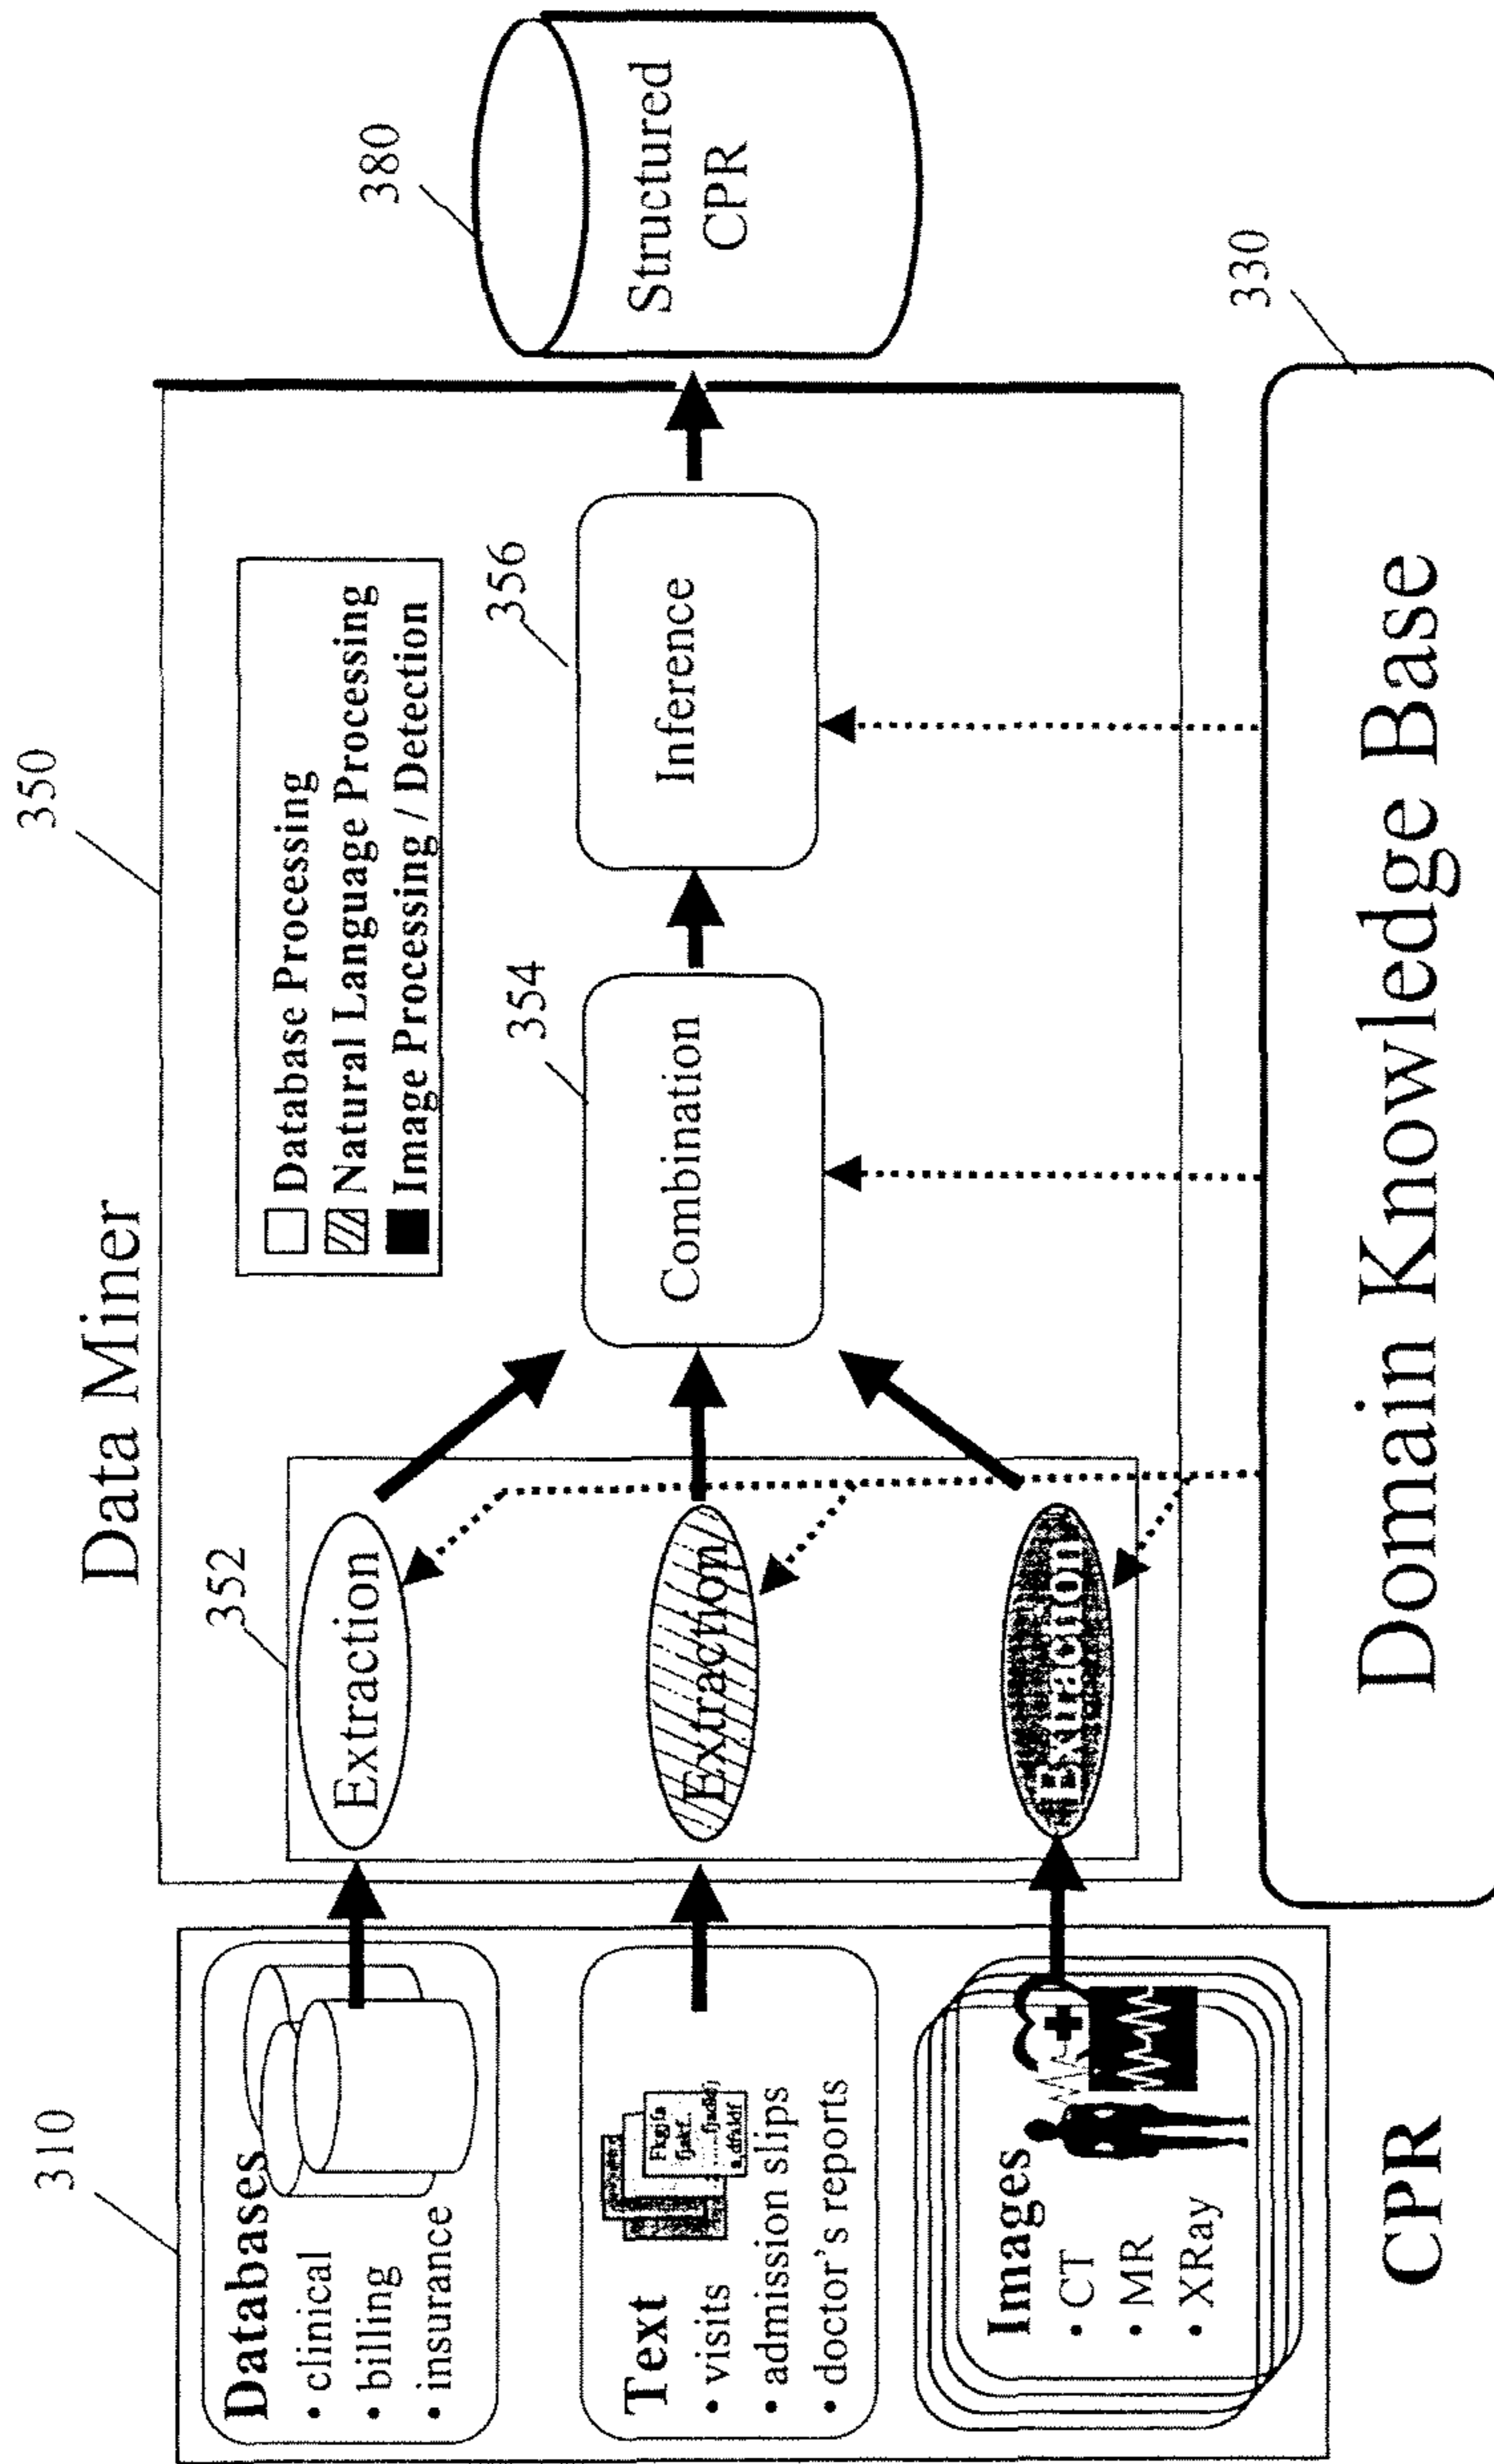 Data Miner
350
310
Databases
• clinical
• billing
• insurance
Text
• visits
• admission slips
• doctor's reports
Fkgjfa
Images
• CT
• MR
• XRay
CPR
352
Extraction
Extraction
Extraction
Database Processing
Natural Language Processing
Image Processing / Detection
354
Combination
356
Inference
380
Structured
CPR
330
Domain Knowledge Base